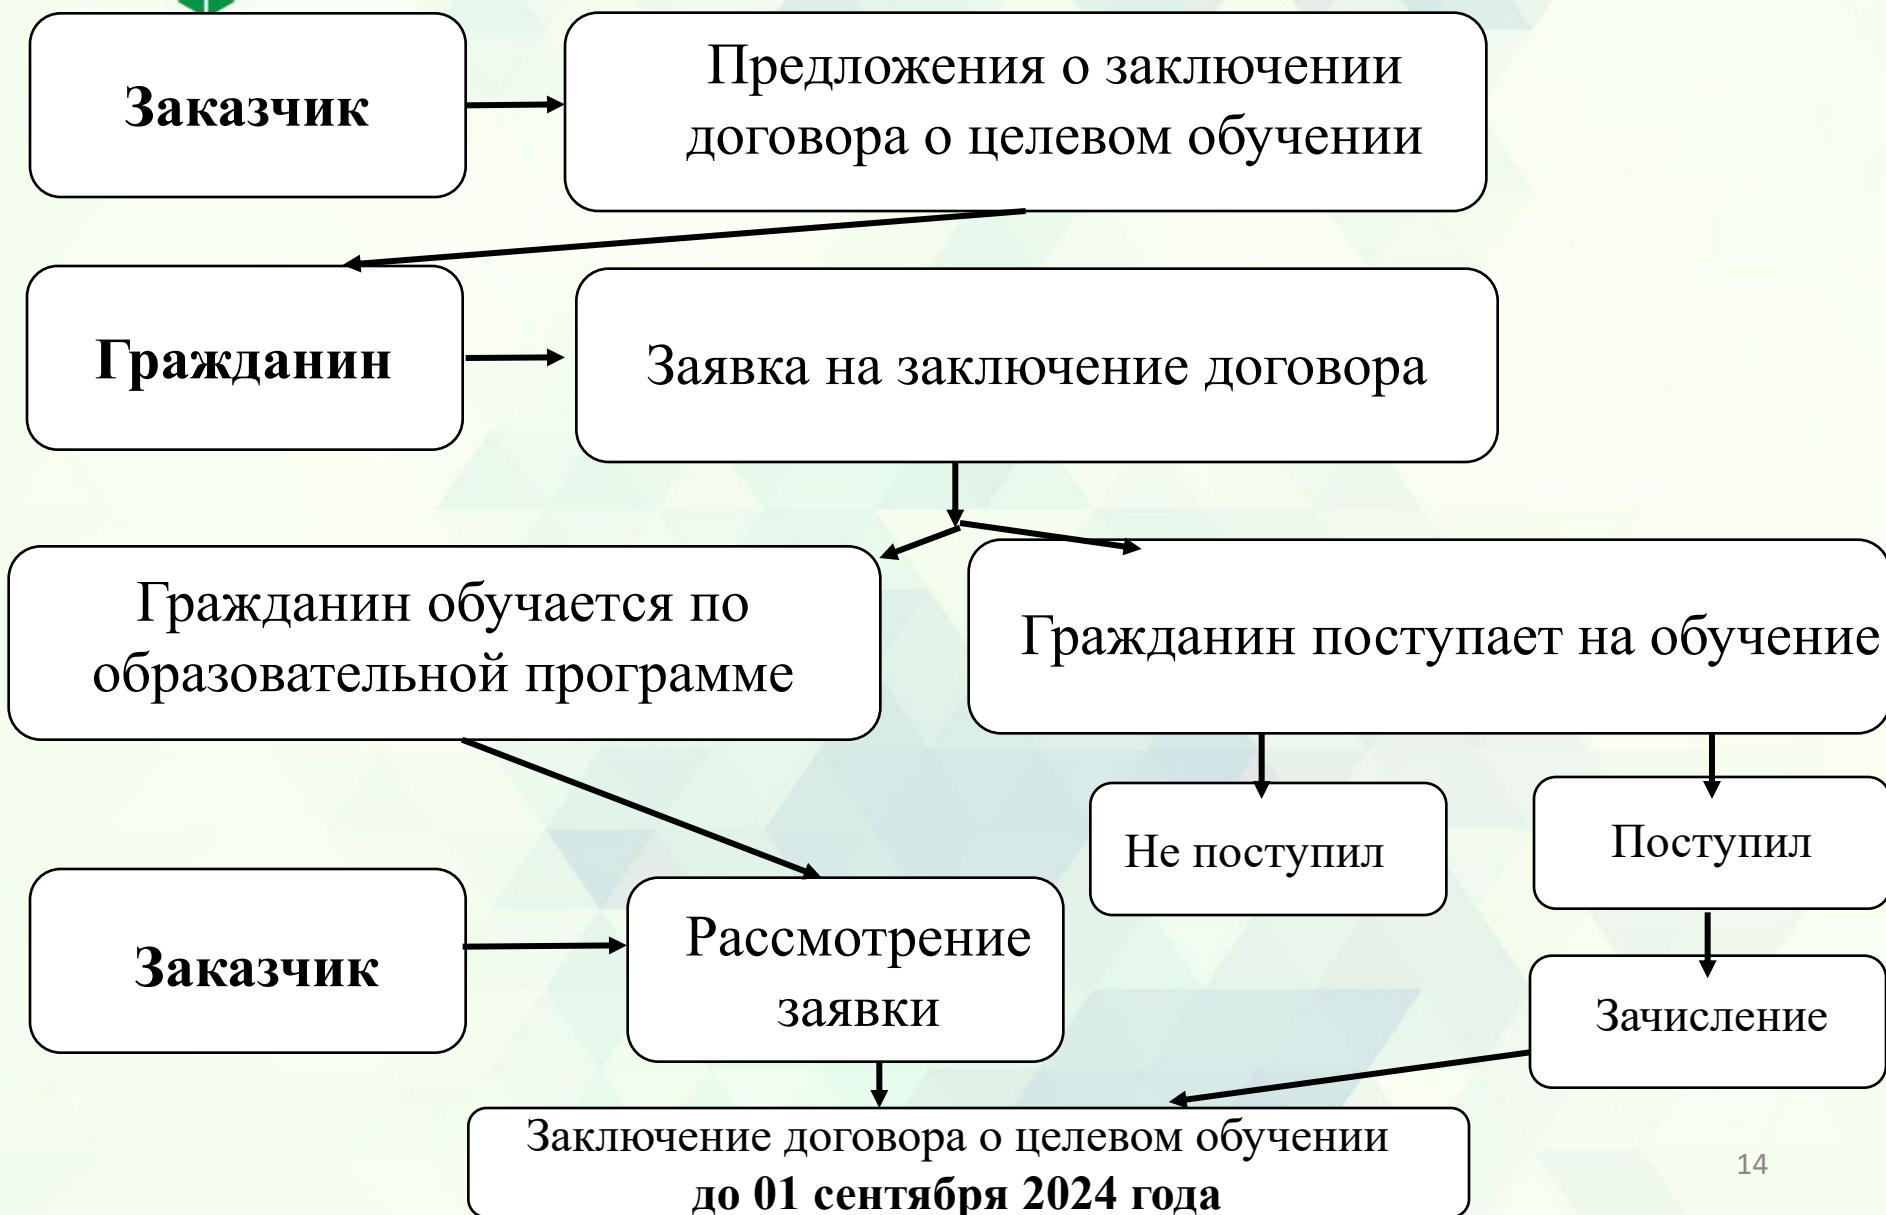 Заказчик
Предложения о заключении
договора о целевом обучении
Гражданин
Заявка на заключение договора
Гражданин обучается по
образовательной программе
Гражданин поступает на обучение
Не поступил
Поступил
Заказчик
Рассмотрение
заявки
Зачисление
Заключение договора о целевом обучении
до 01 сентября 2024 года
14